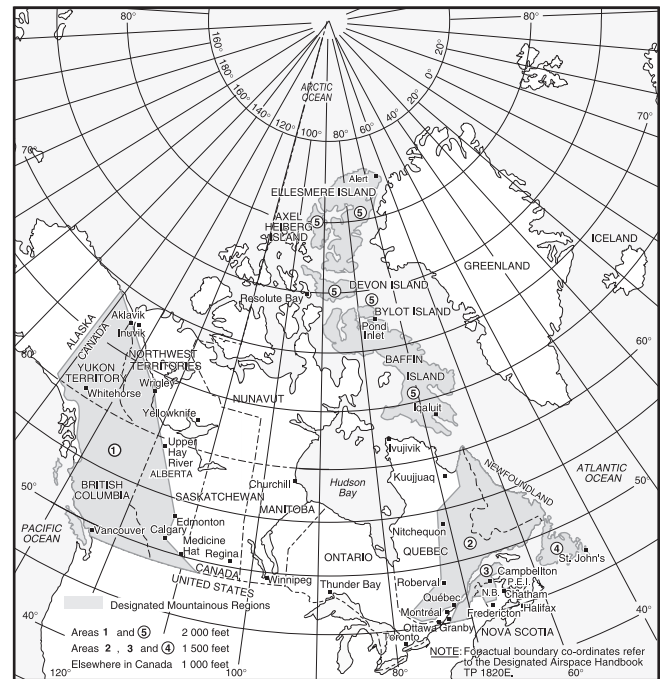 80°
80°
160°
180°
160°
140°
120°
100°
80°
60°
40°
20°
0°
20°
ARCTIC
OCEAN
70°
70°
Alert
ELLESMERE ISLAND
5
AXEL
HEIBERG
ISLAND
5
ICELAND
GREENLAND
DEVON ISLAND
5
5
Resolute Bay
BYLOT ISLAND
Pond
Inlet
ALASKA
CANADA
Aklavik
Inuvik
60°
60°
BAFFIN
ISLAND
5
Iqaluit
NORTHWEST
TERRITORIES
YUKON
TERRITORY
Whitehorse
Wrigley
NUNAVUT
Yellowknife
Ivujivik
1
Upper
Hay
River
ALBERTA
Kuujjuaq
NEWFOUNDLAND
ATLANTIC
OCEAN
50°
50°
BRITISH
COLUMBIA
SASKATCHEWAN
Churchill
Hudson
Bay
MANITOBA
PACIFIC
OCEAN
Vancouver
Edmonton
Calgary
Medicine
Hat
Regina
Nitchequon
QUEBEC
2
4
St. John's
ONTARIO
3
Campbellton
P.E.I.
N.B.
Chatham
Halifax
Fredericton
CANADA
UNITED STATES
Winnipeg
Thunder Bay
Roberval
Québec
Montréal
Ottawa
Granby
Toronto
NOVA SCOTIA
40°
40°
Designated Mountainous Regions
Areas 1 and 5 2 000 feet
Areas 2 , 3 and 4 1 500 feet
Elsewhere in Canada 1 000 feet
NOTE: For actual boundary co-ordinates refer
to the Designated Airspace Handbook
TP 1820E.
120°
100°
80°
60°